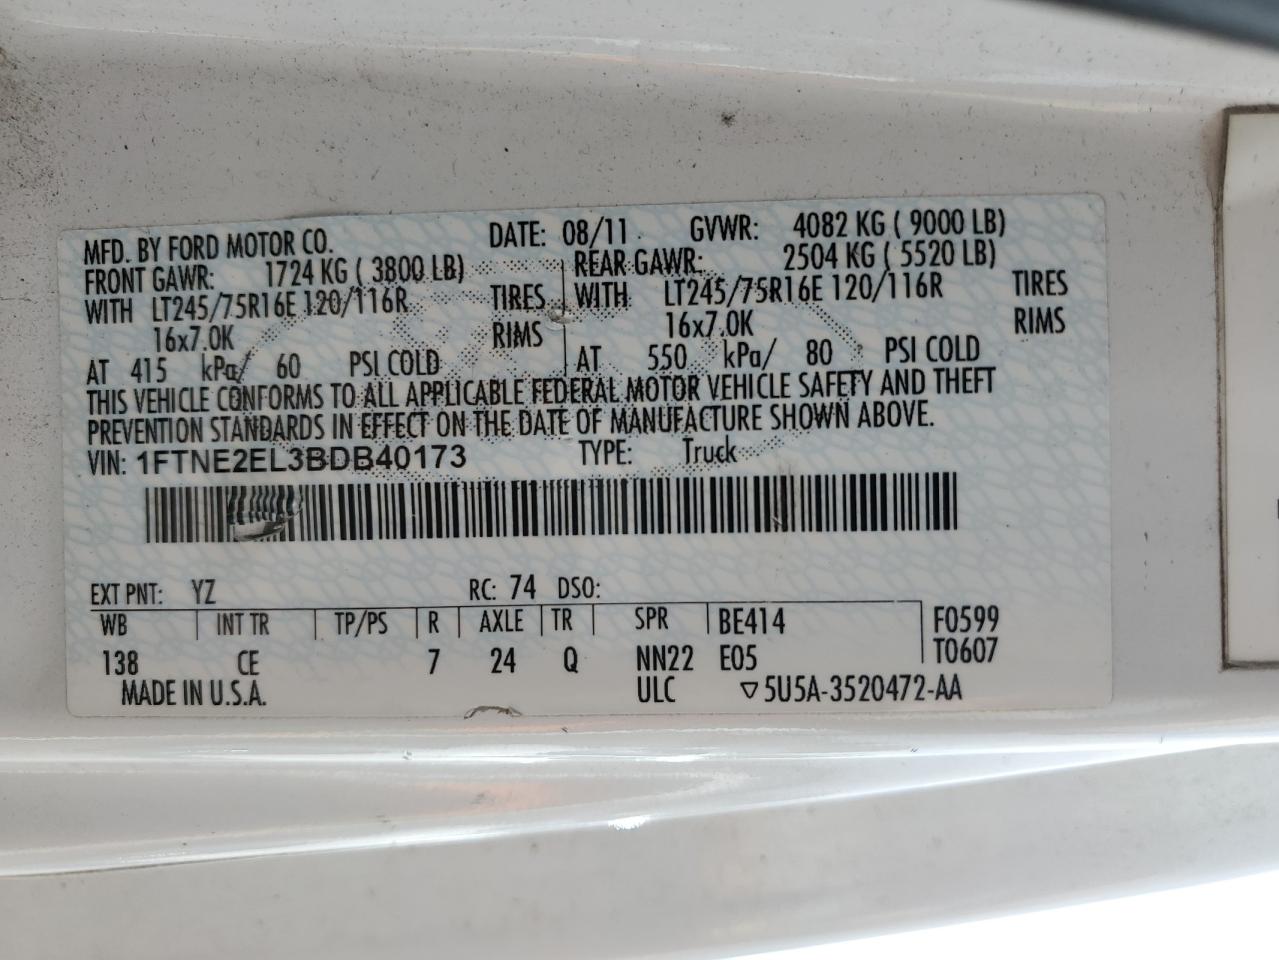 MFD. BY FORD MOTOR CO. DATE: 08/11 GVWR: 4082 KG ( 9000 LB)
FRONT GAWR: 1724 KG ( 3800 LB) REAR GAWR: 2504 KG ( 5520 LB)
WITH LT245/75R16E 120/116R TIRES WITH LT245/75R16E 120/116R TIRES
16x7.0K RIMS 16x7.0K RIMS
AT 415 kPa/ 60 PSI COLD AT 550 kPa/ 80 PSI COLD
THIS VEHICLE CONFORMS TO ALL APPLICABLE FEDERAL MOTOR VEHICLE SAFETY AND THEFT
PREVENTION STANDARDS IN EFFECT ON THE DATE OF MANUFACTURE SHOWN ABOVE.
VIN: 1FTNE2EL3BDB40173 TYPE: Truck
EXT PNT: YZ RC: 74 DSO:
WB INT TR TP/PS R AXLE TR SPR BE414 F0599
138 CE 7 24 Q NN22 E05 T0607
MADE IN U.S.A. ULC ▽5U5A-3520472-AA